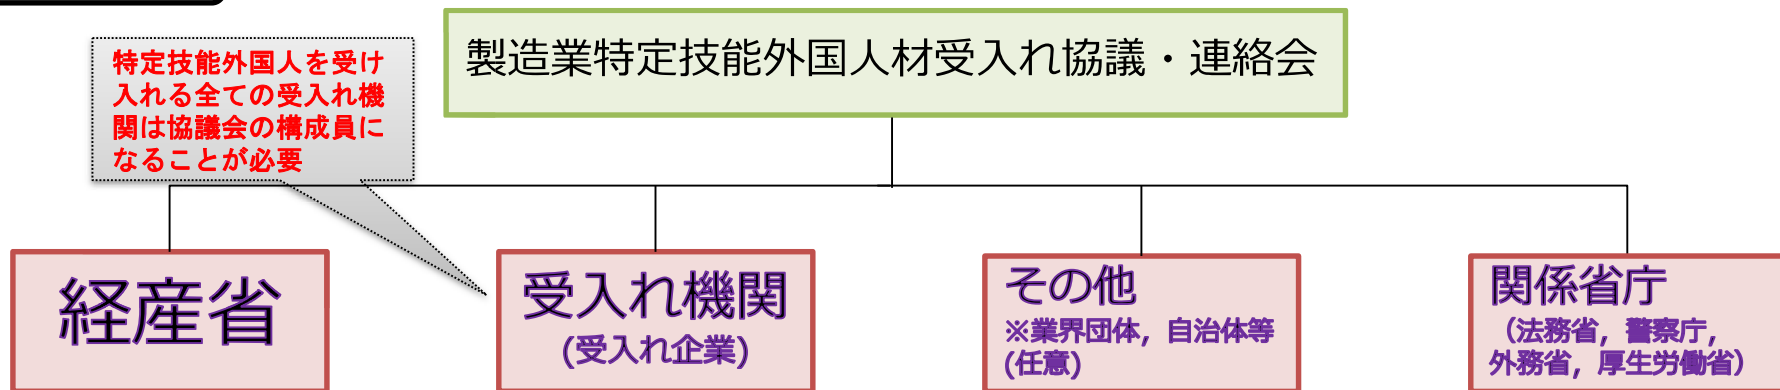 製造業特定技能外国人材受入れ協議・連絡会
特定技能外国人を受け
入れる全ての受入れ機
関は協議会の構成員に
なることが必要
経産省
受入れ機関
(受入れ企業)
その他
※業界団体，自治体等
(任意)
関係省庁
（法務省，警察庁，
外務省，厚生労働省）